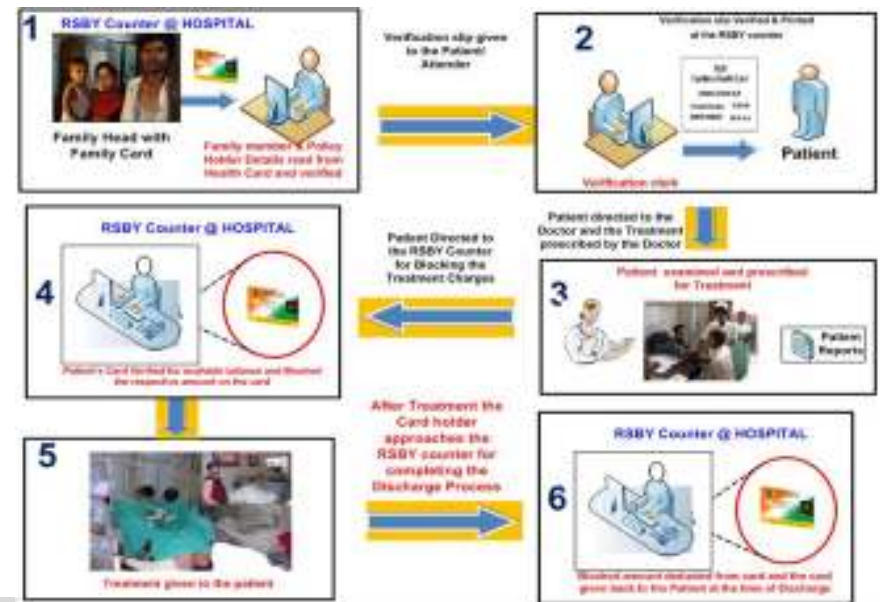 1
RSBY Counter @ HOSPITAL
Family Head with
Family Card
Family member & Policy
Holder Details read from
Health Card and verified
Verification slip given
to the Patient/
Attender
2
Verification slip Verified & Printed
at the RSBY counter
Verification clerk
Patient
Patient directed to the
Doctor and the Treatment
prescribed by the Doctor
3
Patient examined and prescribed
for Treatment
Patient
Reports
Patient Directed to
the RSBY Counter
for Blocking the
Treatment Charges
RSBY Counter @ HOSPITAL
4
Patient's Card Verified for available balance and Blocked
the respective amount on the card
5
Treatment given to the patient
After Treatment the
Card holder
approaches the
RSBY counter for
completing the
Discharge Process
RSBY Counter @ HOSPITAL
6
Blocked amount deducted from card and the card
given back to the Patient at the time of Discharge